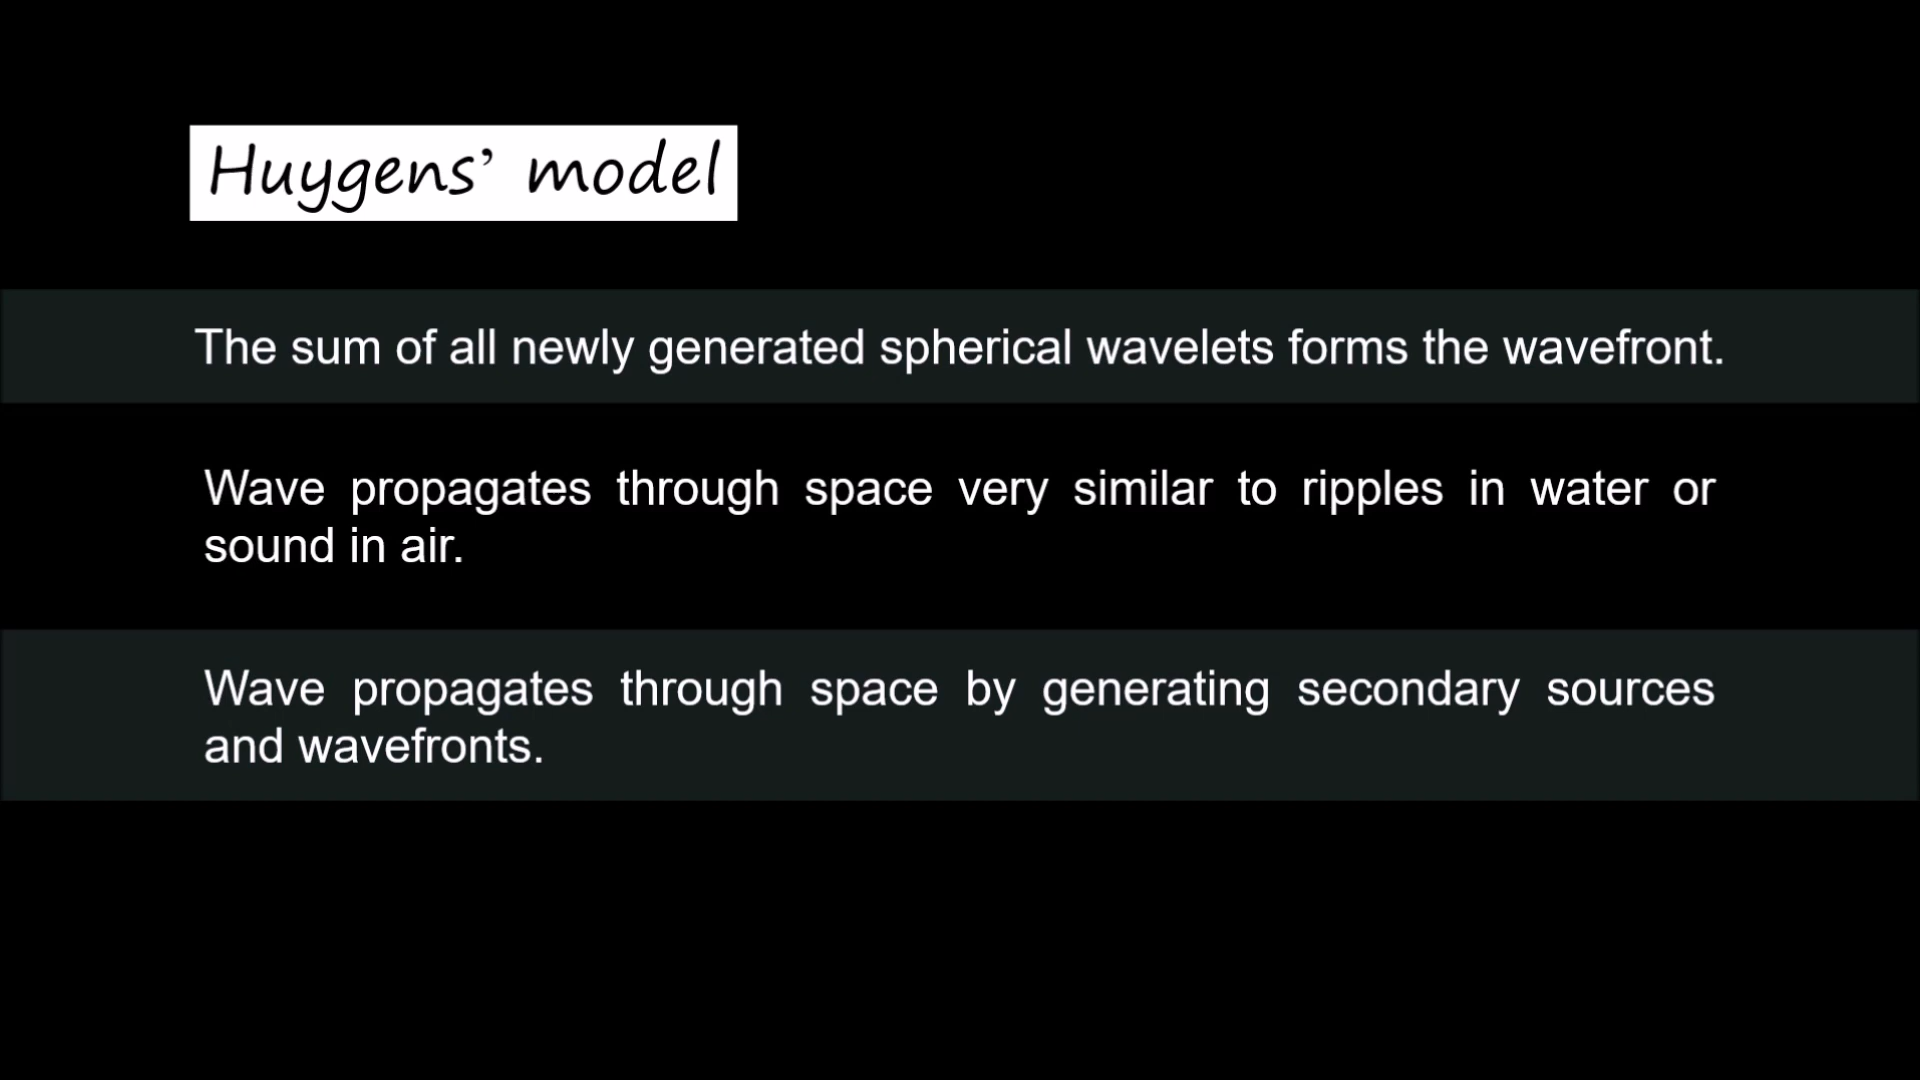 Huygens’ model
The sum of all newly generated spherical wavelets forms the wavefront.
Wave propagates through space very similar to ripples in water or
sound in air.
Wave propagates through space by generating secondary sources
and wavefronts.